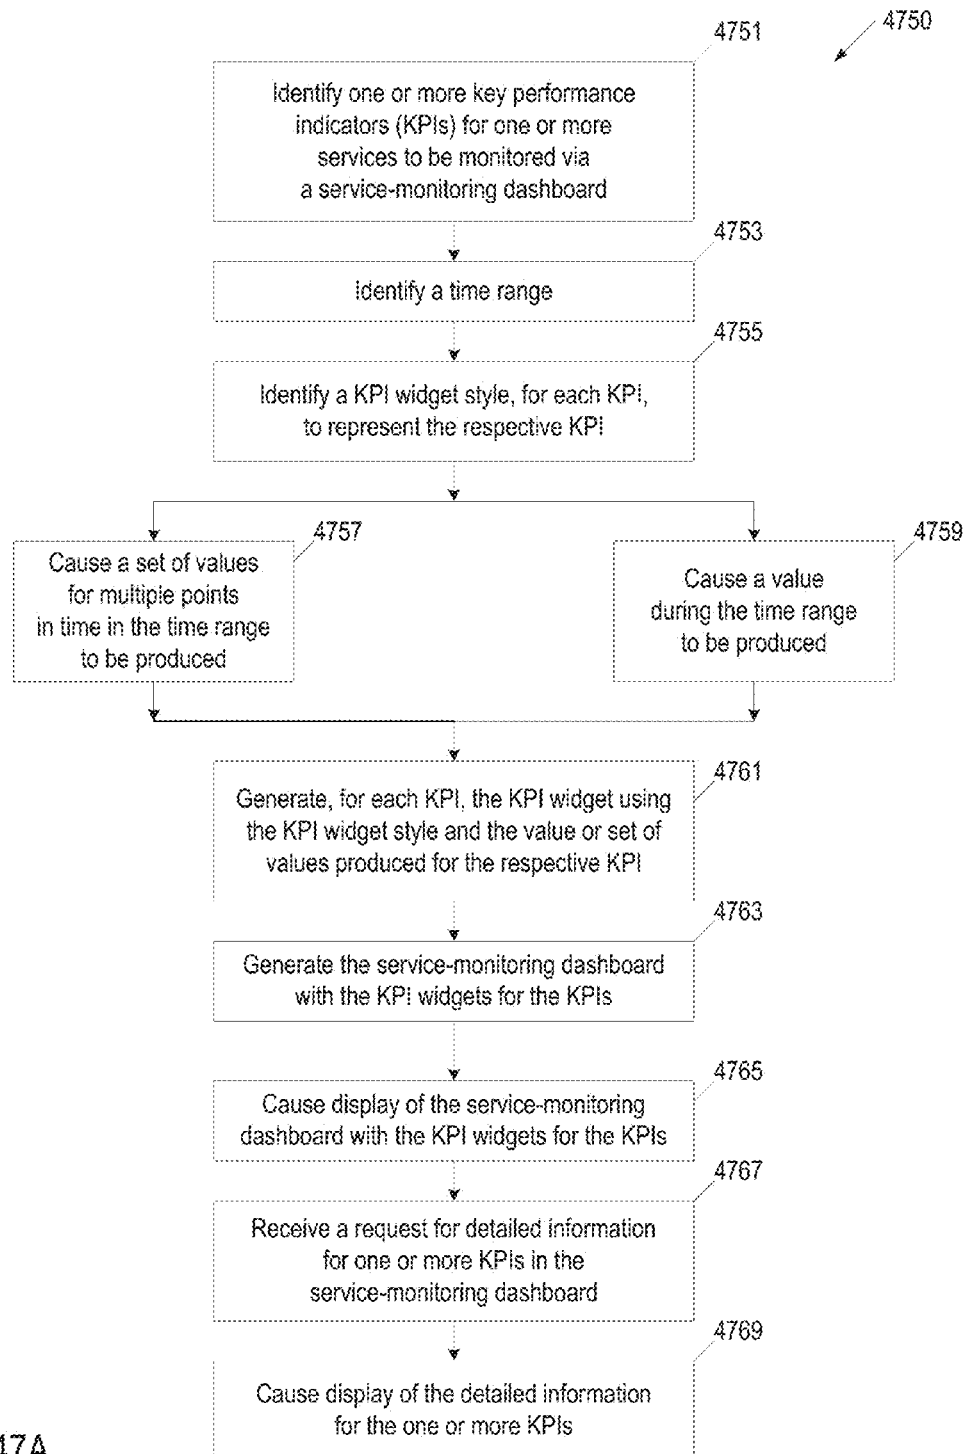 4750
4751
Identify one or more key performance
indicators (KPIs) for one or more
services to be monitored via
a service-monitoring dashboard
4753
Identify a time range
4755
Identify a KPI widget style, for each KPI,
to represent the respective KPI
4757
Cause a set of values
for multiple points
in time in the time range
to be produced
4759
Cause a value
during the time range
to be produced
4761
Generate, for each KPI, the KPI widget using
the KPI widget style and the value or set of
values produced for the respective KPI
4763
Generate the service-monitoring dashboard
with the KPI widgets for the KPIs
4765
Cause display of the service-monitoring
dashboard with the KPI widgets for the KPIs
4767
Receive a request for detailed information
for one or more KPIs in the
service-monitoring dashboard
4769
Cause display of the detailed information
for the one or more KPIs